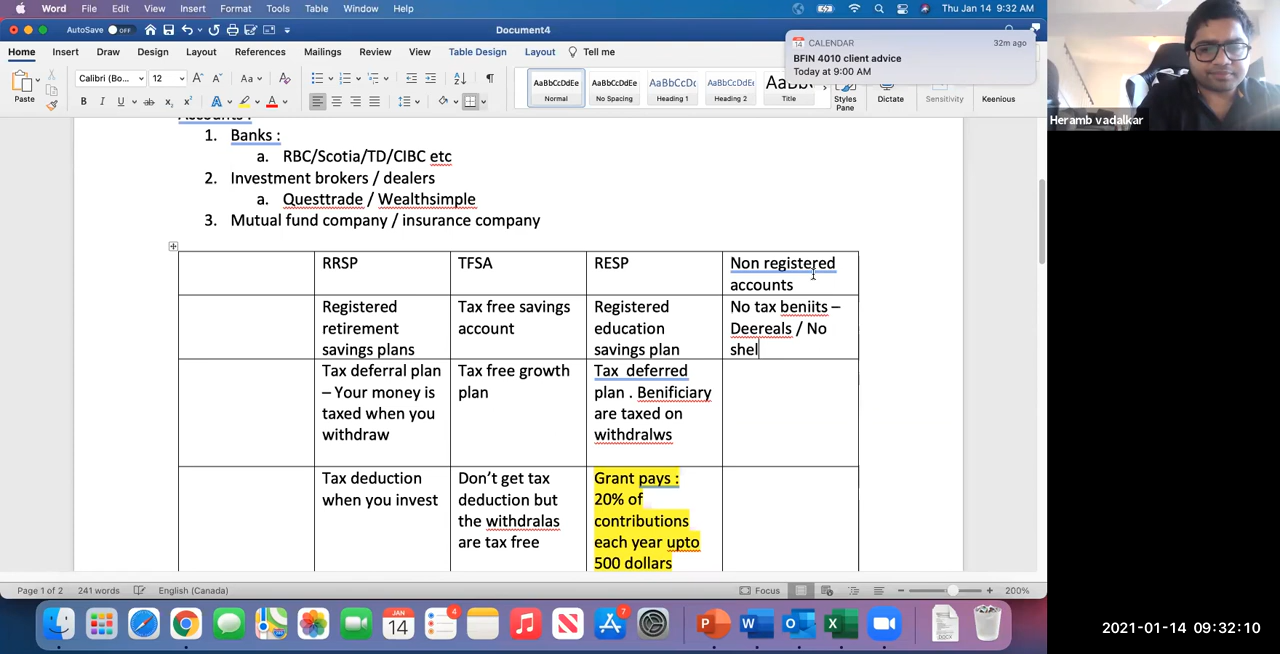 Word File Edit View Insert Format Tools Table Window Help Thu Jan 14 9:32 AM
AutoSave OFF Document4
Home Insert Draw Design Layout References Mailings Review View Table Design Layout Tell me
CALENDAR 32m ago
BFIN 4010 client advice
Today at 9:00 AM
Paste
Calibri (Bo... 12
AaBbCcDdEe AaBbCcDdEe AaBbCcDdEe AaBbCcDdEe
Normal No Spacing Heading 1 Heading 2 Title
Styles Pane
Dictate
Sensitivity
Keenious
Heramb vadalkar
Accounts :
1. Banks :
a. RBC/Scotia/TD/CIBC etc
2. Investment brokers / dealers
a. Questtrade / Wealthsimple
3. Mutual fund company / insurance company
RRSP
TFSA
RESP
Non registered
accounts
Registered
retirement
savings plans
Tax free savings
account
Registered
education
savings plan
No tax beniits –
Deereals / No
shel
Tax deferral plan
– Your money is
taxed when you
withdraw
Tax free growth
plan
Tax deferred
plan . Benificiary
are taxed on
withdralws
Tax deduction
when you invest
Don't get tax
deduction but
the withdralas
are tax free
Grant pays :
20% of
contributions
each year upto
500 dollars
Page 1 of 2 241 words English (Canada) Focus 200%
JAN
14
4
7
2021-01-14 09:32:10